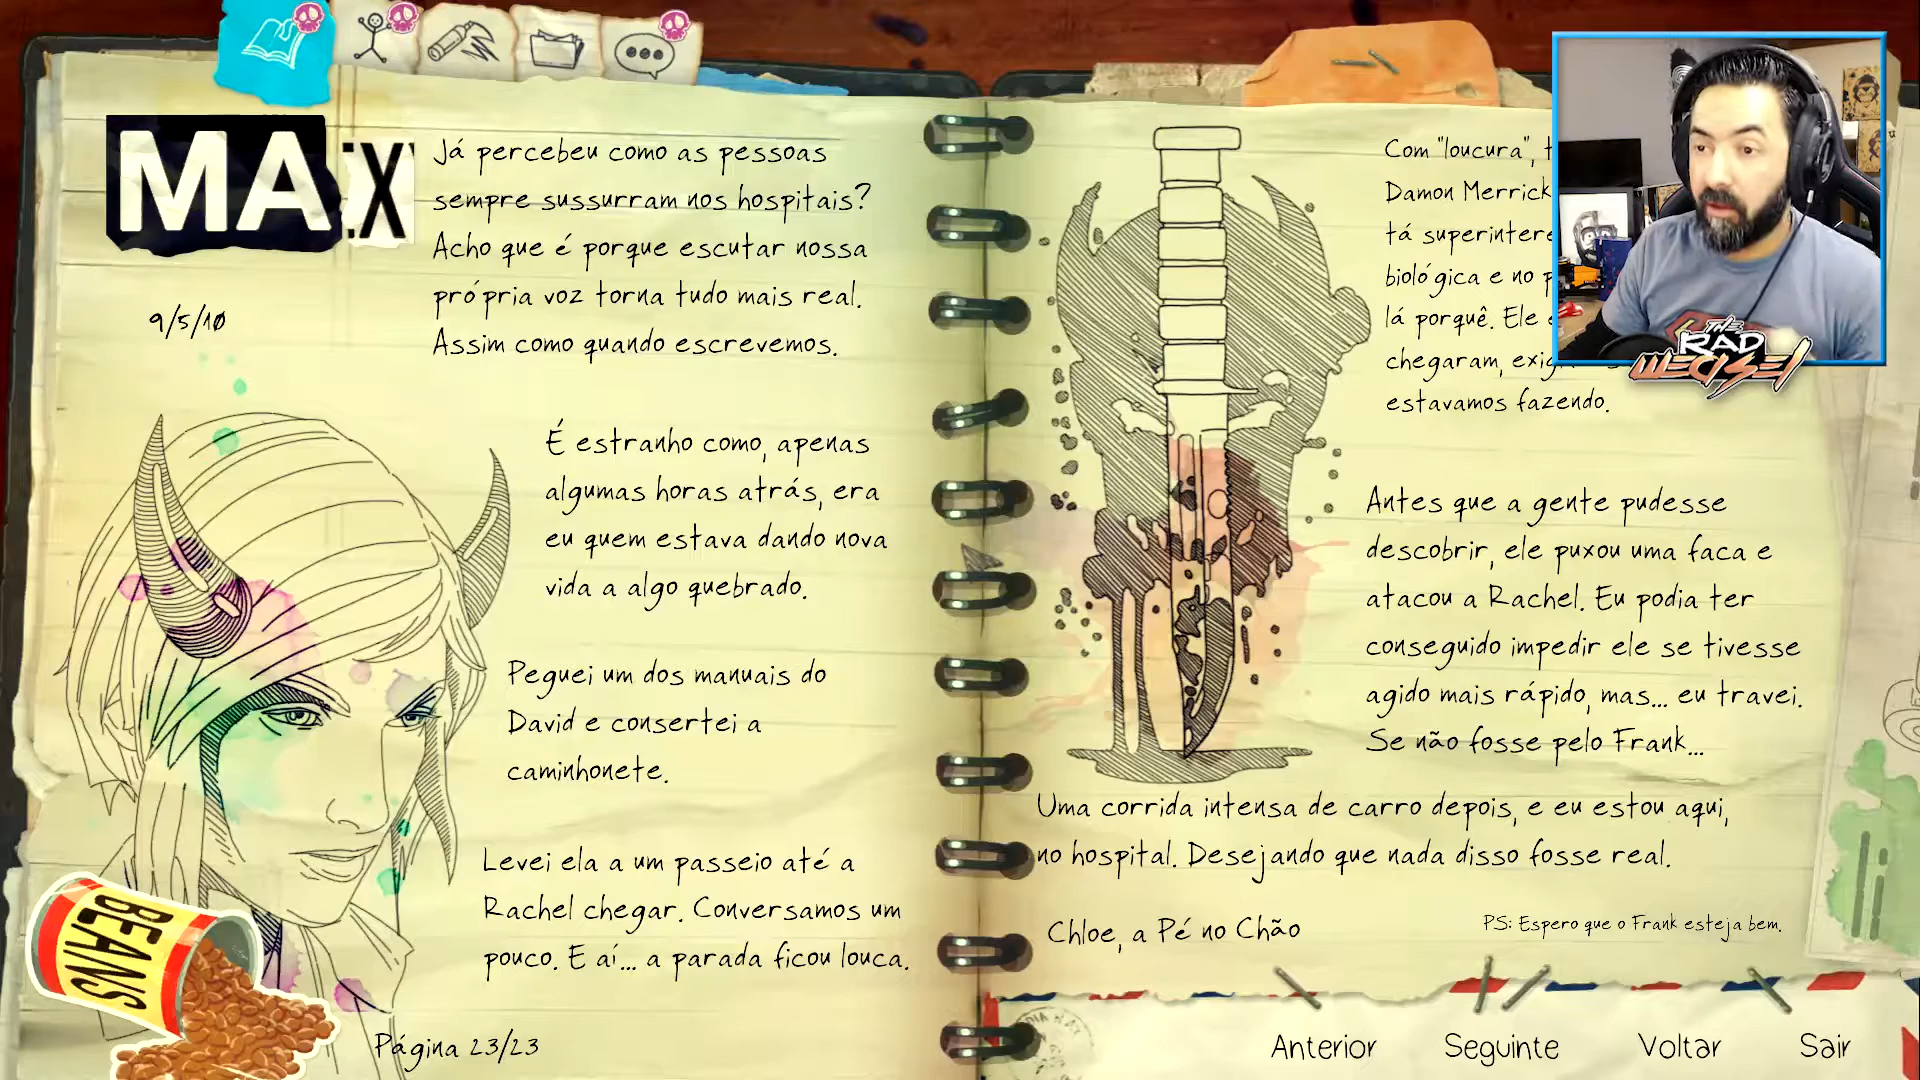 MAX
9/5/10
Já percebeu como as pessoas
sempre sussurram nos hospitais?
Acho que é porque escutar nossa
própria voz torna tudo mais real.
Assim como quando escrevemos.
É estranho como, apenas
algumas horas atrás, era
eu quem estava dando nova
vida a algo quebrado.
Peguei um dos manuais do
David e consertei a
caminhonete.
Levei ela a um passeio até a
Rachel chegar. Conversamos um
pouco. E aí... a parada ficou louca.
BEANS
Página 23/23
Com "loucura",
Damon Merrick
tá
biológica e no
lá porquê. Ele
chegaram,
estavamos fazendo.
Antes que a gente pudesse
descobrir, ele puxou uma faca e
atacou a Rachel. Eu podia ter
conseguido impedir ele se tivesse
agido mais rápido, mas... eu travei.
Se não fosse pelo Frank...
Uma corrida intensa de carro depois, e eu estou aqui,
no hospital. Desejando que nada disso fosse real.
Chloe, a Pé no Chão
PS: Espero que o Frank esteja bem.
Anterior Seguinte Voltar Sair
THE
RAD